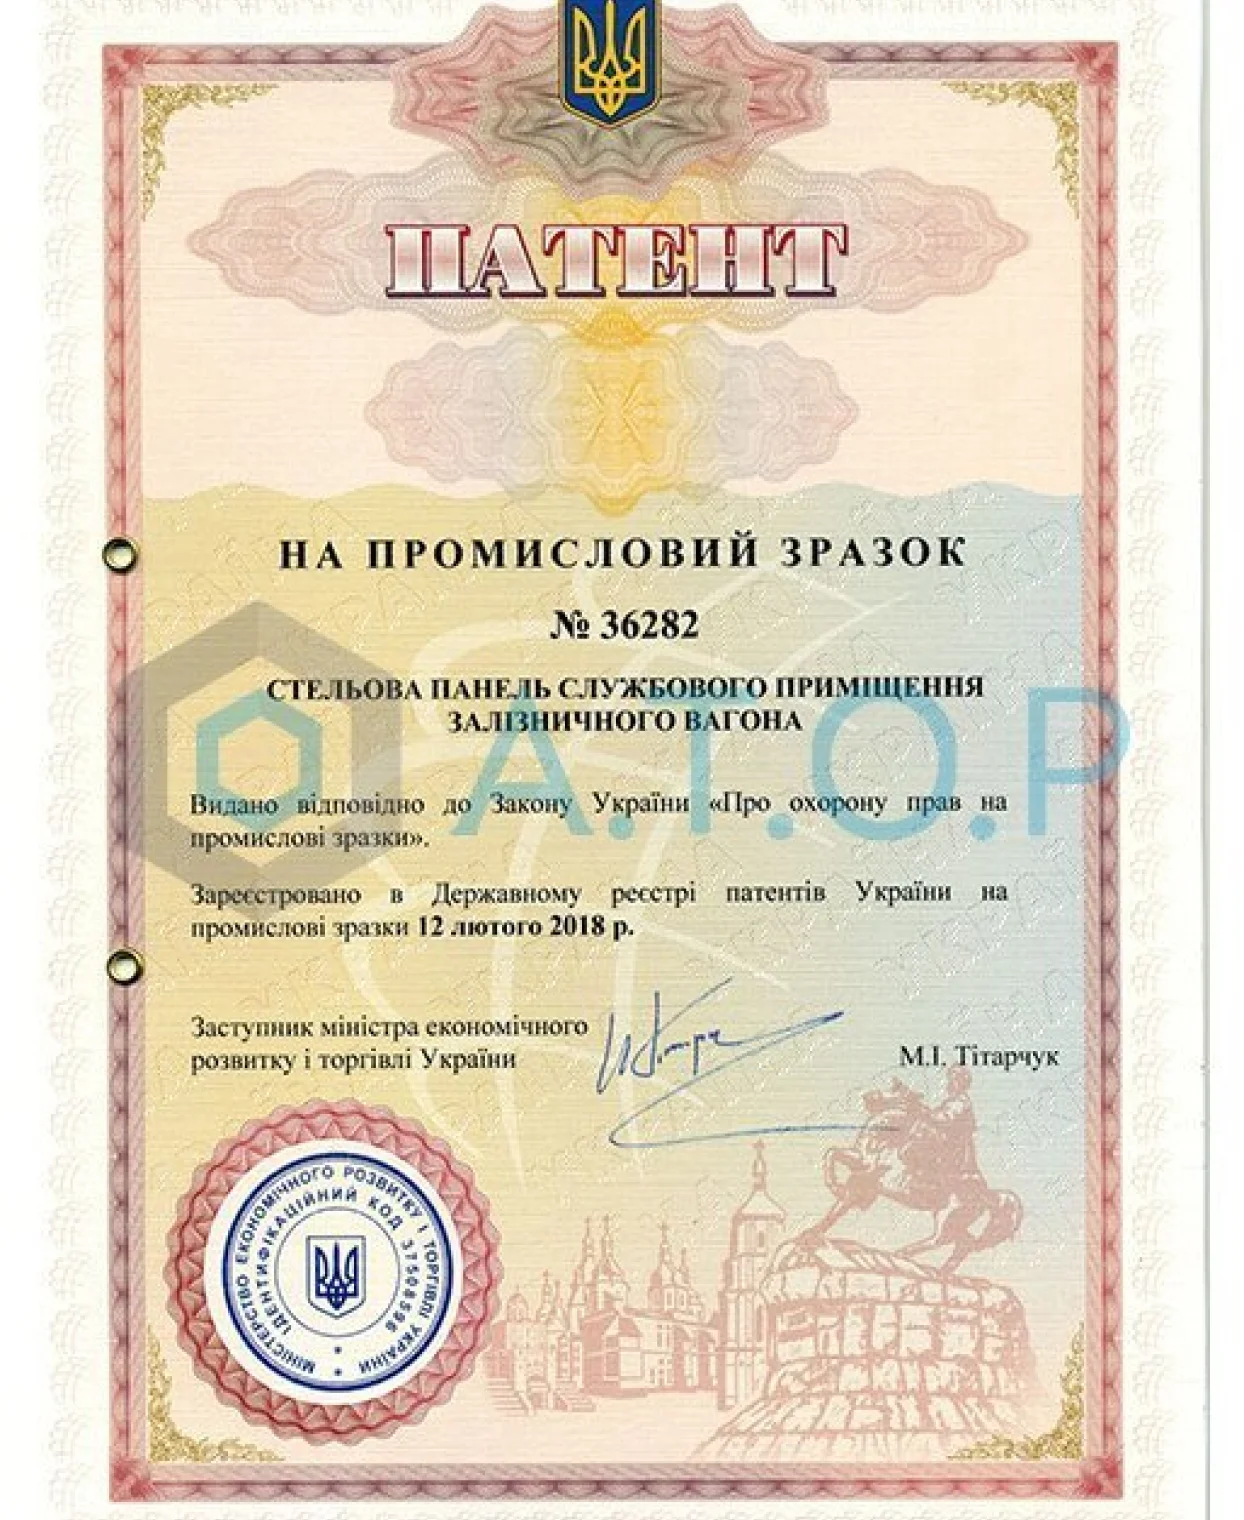 ПАТЕНТ
НА ПРОМИСЛОВИЙ ЗРАЗОК
№ 36282
СТЕЛЬОВА ПАНЕЛЬ СЛУЖБОВОГО ПРИМІЩЕННЯ
ЗАЛІЗНИЧНОГО ВАГОНА
A.T.O.P
Видано відповідно до Закону України «Про охорону прав на
промислові зразки».
Зареєстровано в Державному реєстрі патентів України на
промислові зразки 12 лютого 2018 р.
Заступник міністра економічного
розвитку і торгівлі України
М.І. Тітарчук
МІНІСТЕРСТВО ЕКОНОМІЧНОГО РОЗВИТКУ І ТОРГІВЛІ УКРАЇНИ
ІДЕНТИФІКАЦІЙНИЙ КОД 37508596